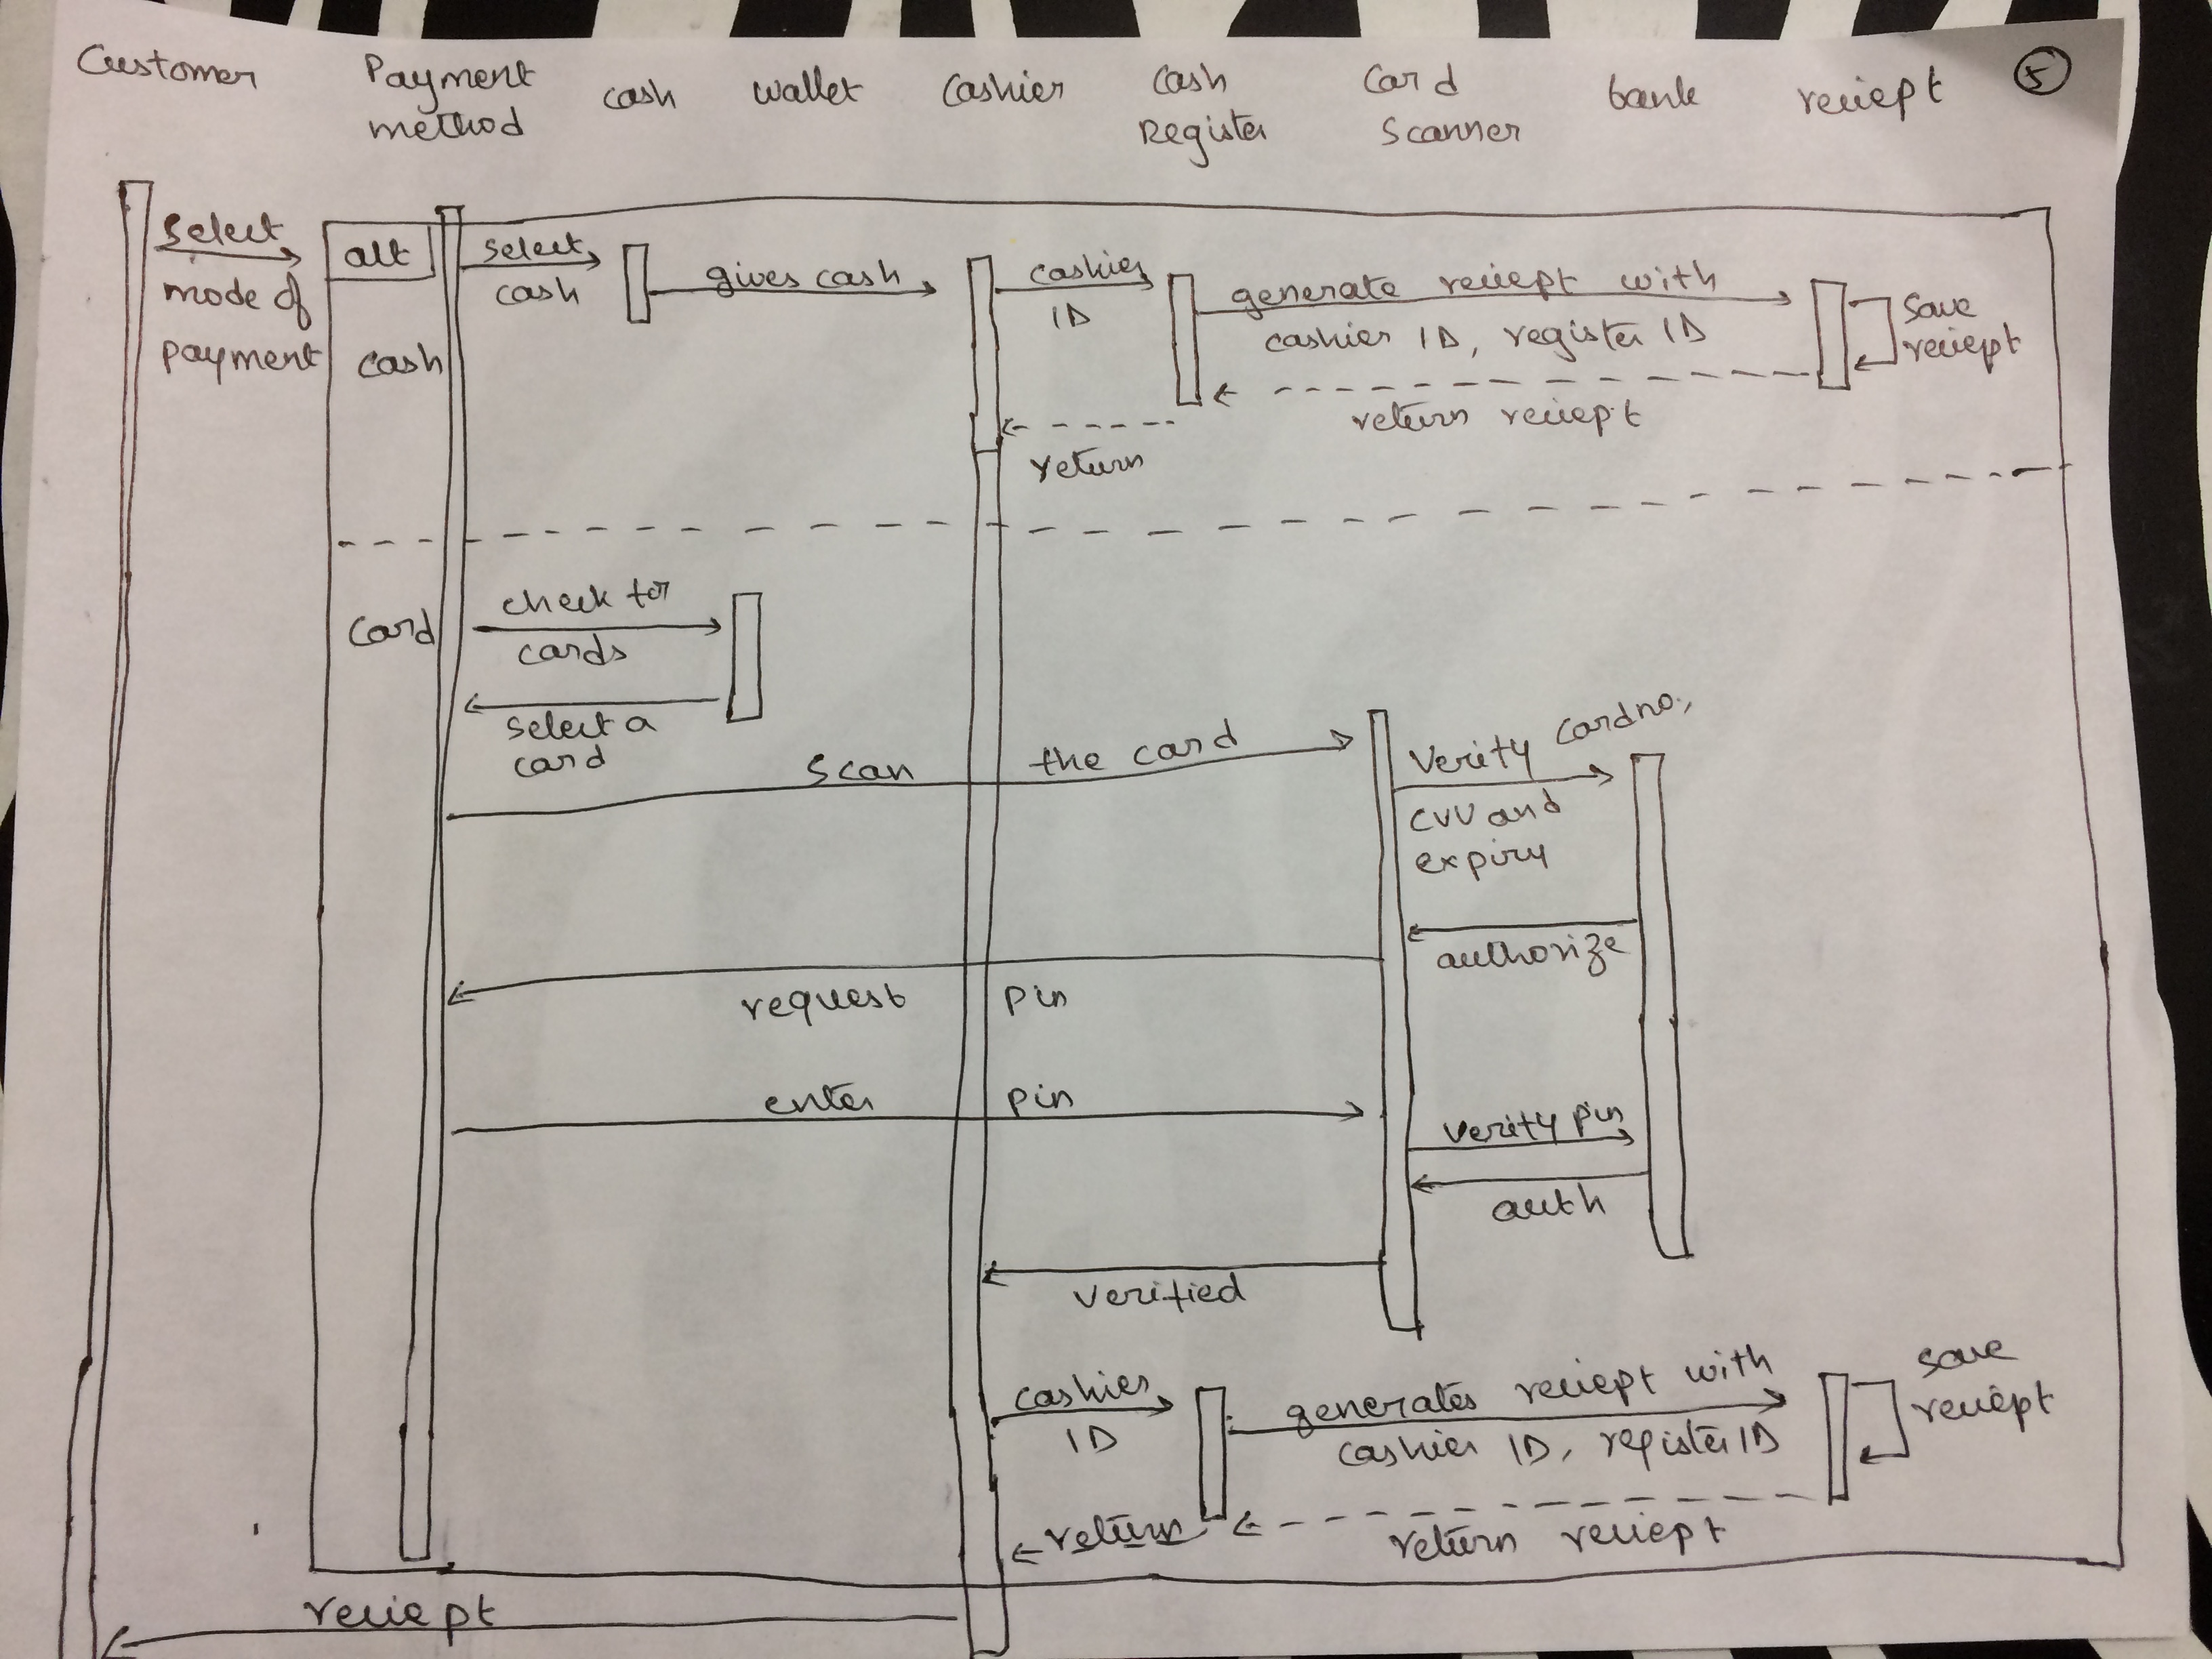 Customer
Payment
method
cash
wallet
Cashier
cash
Register
Card
Scanner
bank
reciept
5
Select
mode of
payment
alt
cash
select
cash
gives cash
cashier
ID
generate reciept with
cashier ID, register ID
save
reciept
return reciept
return
Card
check for
cards
select a
card
scan the card
Verify card no.,
CVV and
expiry
authorize
request pin
enter pin
verify pin
auth
verified
cashier
ID
generates reciept with
cashier ID, register ID
save
reciept
return
return reciept
reciept